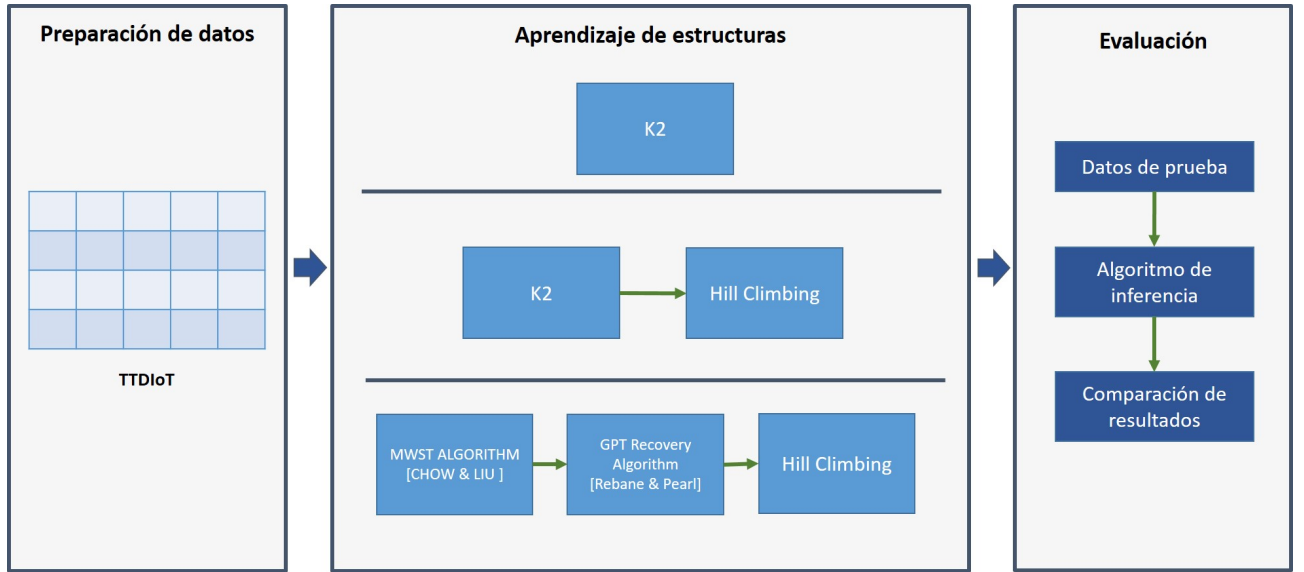 Preparación de datos
TTDIoT
Aprendizaje de estructuras
K2
K2
Hill Climbing
MWST ALGORITHM
[CHOW & LIU ]
GPT Recovery
Algorithm
[Rebane & Pearl]
Hill Climbing
Evaluación
Datos de prueba
Algoritmo de
inferencia
Comparación de
resultados